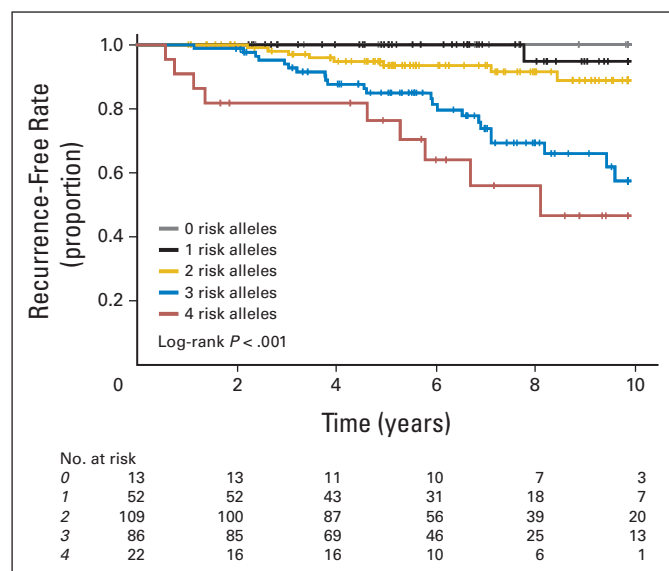 Recurrence-Free Rate
(proportion)
1.0
0.8
0.6
0.4
0.2
0 risk alleles
1 risk alleles
2 risk alleles
3 risk alleles
4 risk alleles
Log-rank P < .001
0 2 4 6 8 10
Time (years)
No. at risk
0 13 13 11 10 7 3
1 52 52 43 31 18 7
2 109 100 87 56 39 20
3 86 85 69 46 25 13
4 22 16 16 10 6 1